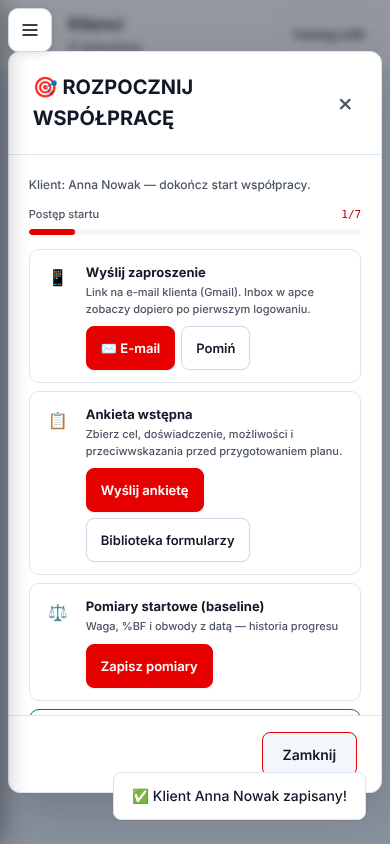 Klienci
🎯 ROZPOCZNIJ
WSPÓŁPRACĘ
×
Klient: Anna Nowak — dokończ start współpracy.
Postęp startu 1/7
📱 Wyślij zaproszenie
Link na e-mail klienta (Gmail). Inbox w apce
zobaczy dopiero po pierwszym logowaniu.
✉️ E-mail Pomiń
📋 Ankieta wstępna
Zbierz cel, doświadczenie, możliwości i
przeciwwskazania przed przygotowaniem planu.
Wyślij ankietę
Biblioteka formularzy
⚖️ Pomiary startowe (baseline)
Waga, %BF i obwody z datą — historia progresu
Zapisz pomiary
Zamknij
✅ Klient Anna Nowak zapisany!